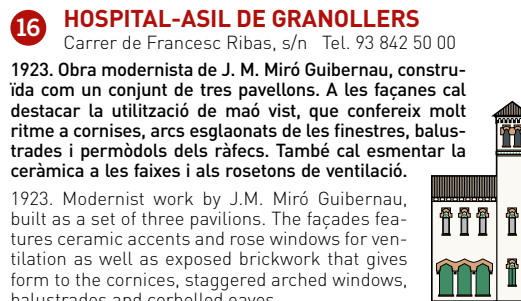 16 HOSPITAL-ASIL DE GRANOLLERS
Carrer de Francesc Ribas, s/n Tel. 93 842 50 00
1923. Obra modernista de J. M. Miró Guibernau, constru-
ïda com un conjunt de tres pavellons. A les façanes cal
destacar la utilització de maó vist, que confereix molt
ritme a cornises, arcs esglaonats de les finestres, balus-
trades i permòdols dels ràfecs. També cal esmentar la
ceràmica a les faixes i als rosetons de ventilació.
1923. Modernist work by J.M. Miró Guibernau,
built as a set of three pavilions. The façades fea-
tures ceramic accents and rose windows for ven-
tilation as well as exposed brickwork that gives
form to the cornices, staggered arched windows,
balustrades and corbelled eaves.